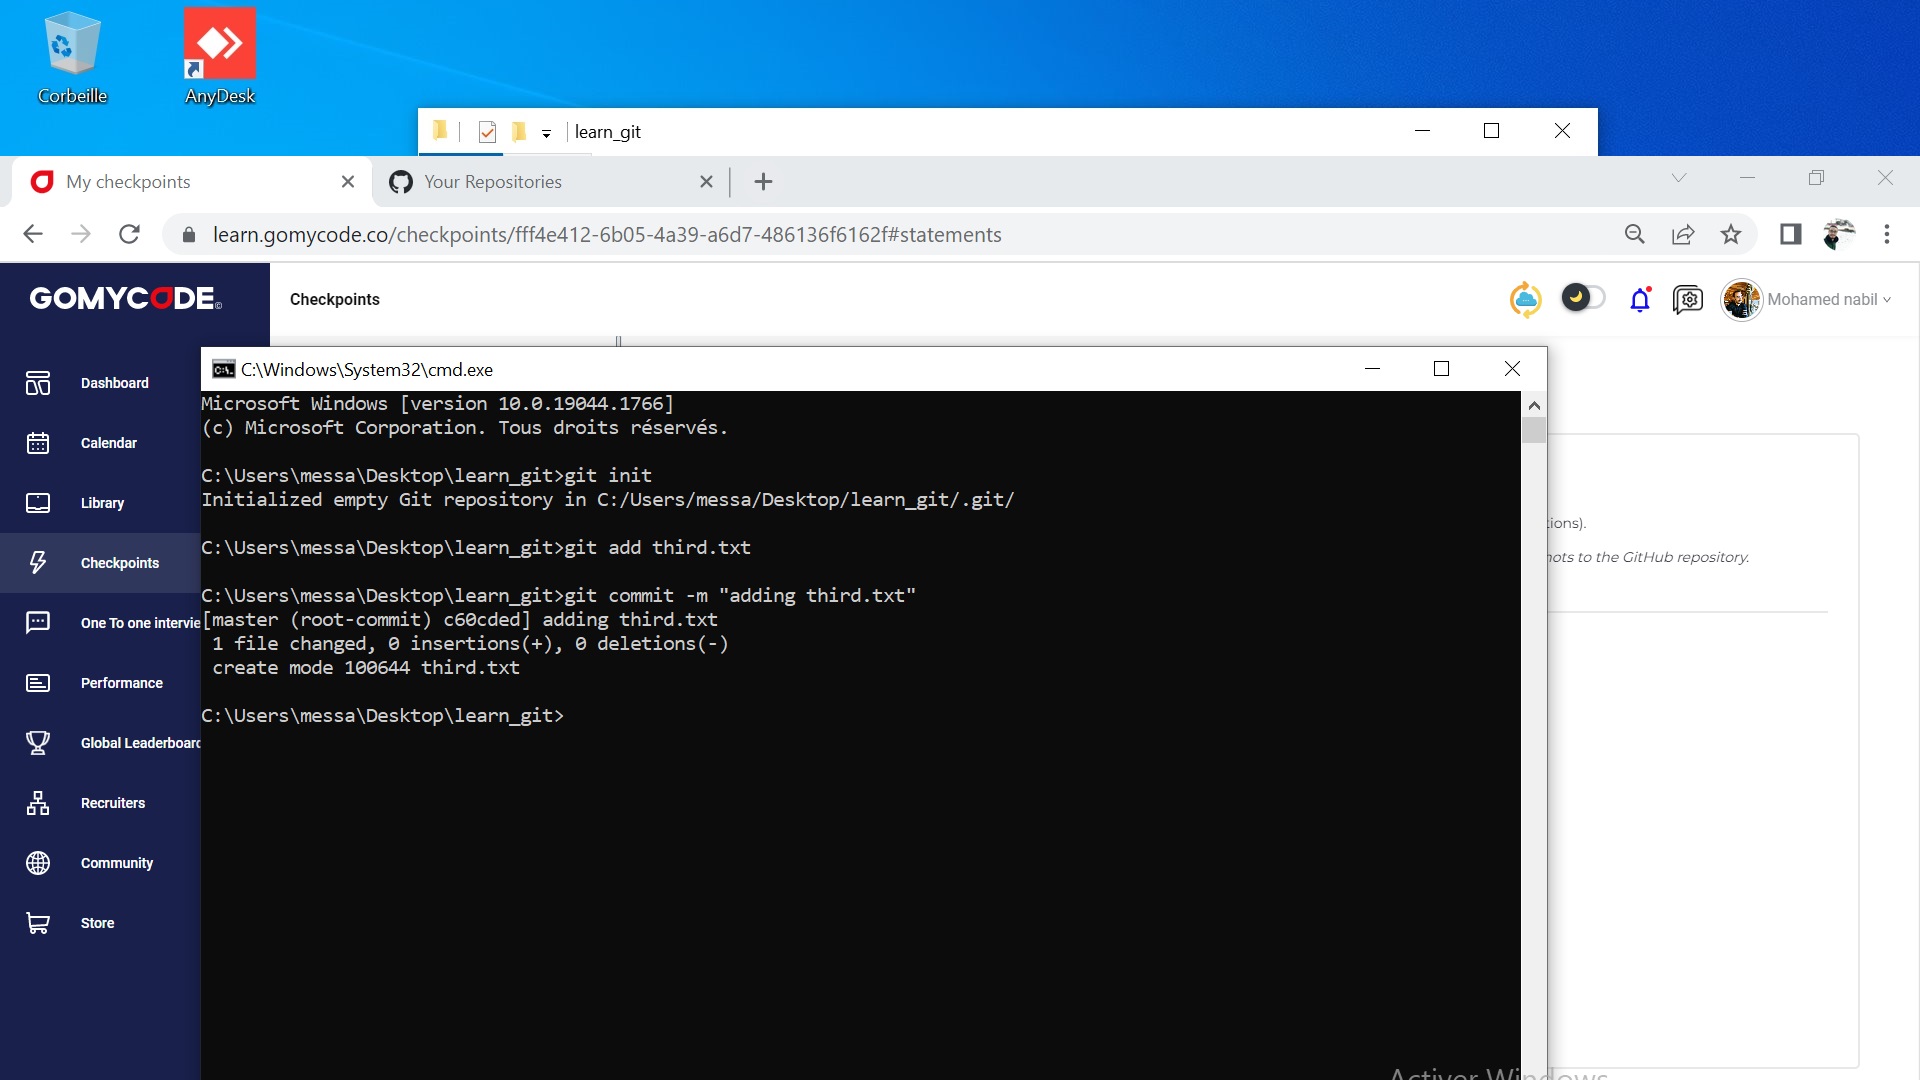 Corbeille
AnyDesk
learn_git
My checkpoints
Your Repositories
learn.gomycode.co/checkpoints/fff4e412-6b05-4a39-a6d7-486136f6162f#statements
GOMYCODE
Checkpoints
Mohamed nabil
Dashboard
Calendar
Library
Checkpoints
One To one intervie
Performance
Global Leaderboard
Recruiters
Community
Store
C:\Windows\System32\cmd.exe
Microsoft Windows [version 10.0.19044.1766]
(c) Microsoft Corporation. Tous droits réservés.
C:\Users\messa\Desktop\learn_git>git init
Initialized empty Git repository in C:/Users/messa/Desktop/learn_git/.git/
C:\Users\messa\Desktop\learn_git>git add third.txt
C:\Users\messa\Desktop\learn_git>git commit -m "adding third.txt"
[master (root-commit) c60cded] adding third.txt
1 file changed, 0 insertions(+), 0 deletions(-)
create mode 100644 third.txt
C:\Users\messa\Desktop\learn_git>
tions).
to the GitHub repository.
Activer Windows